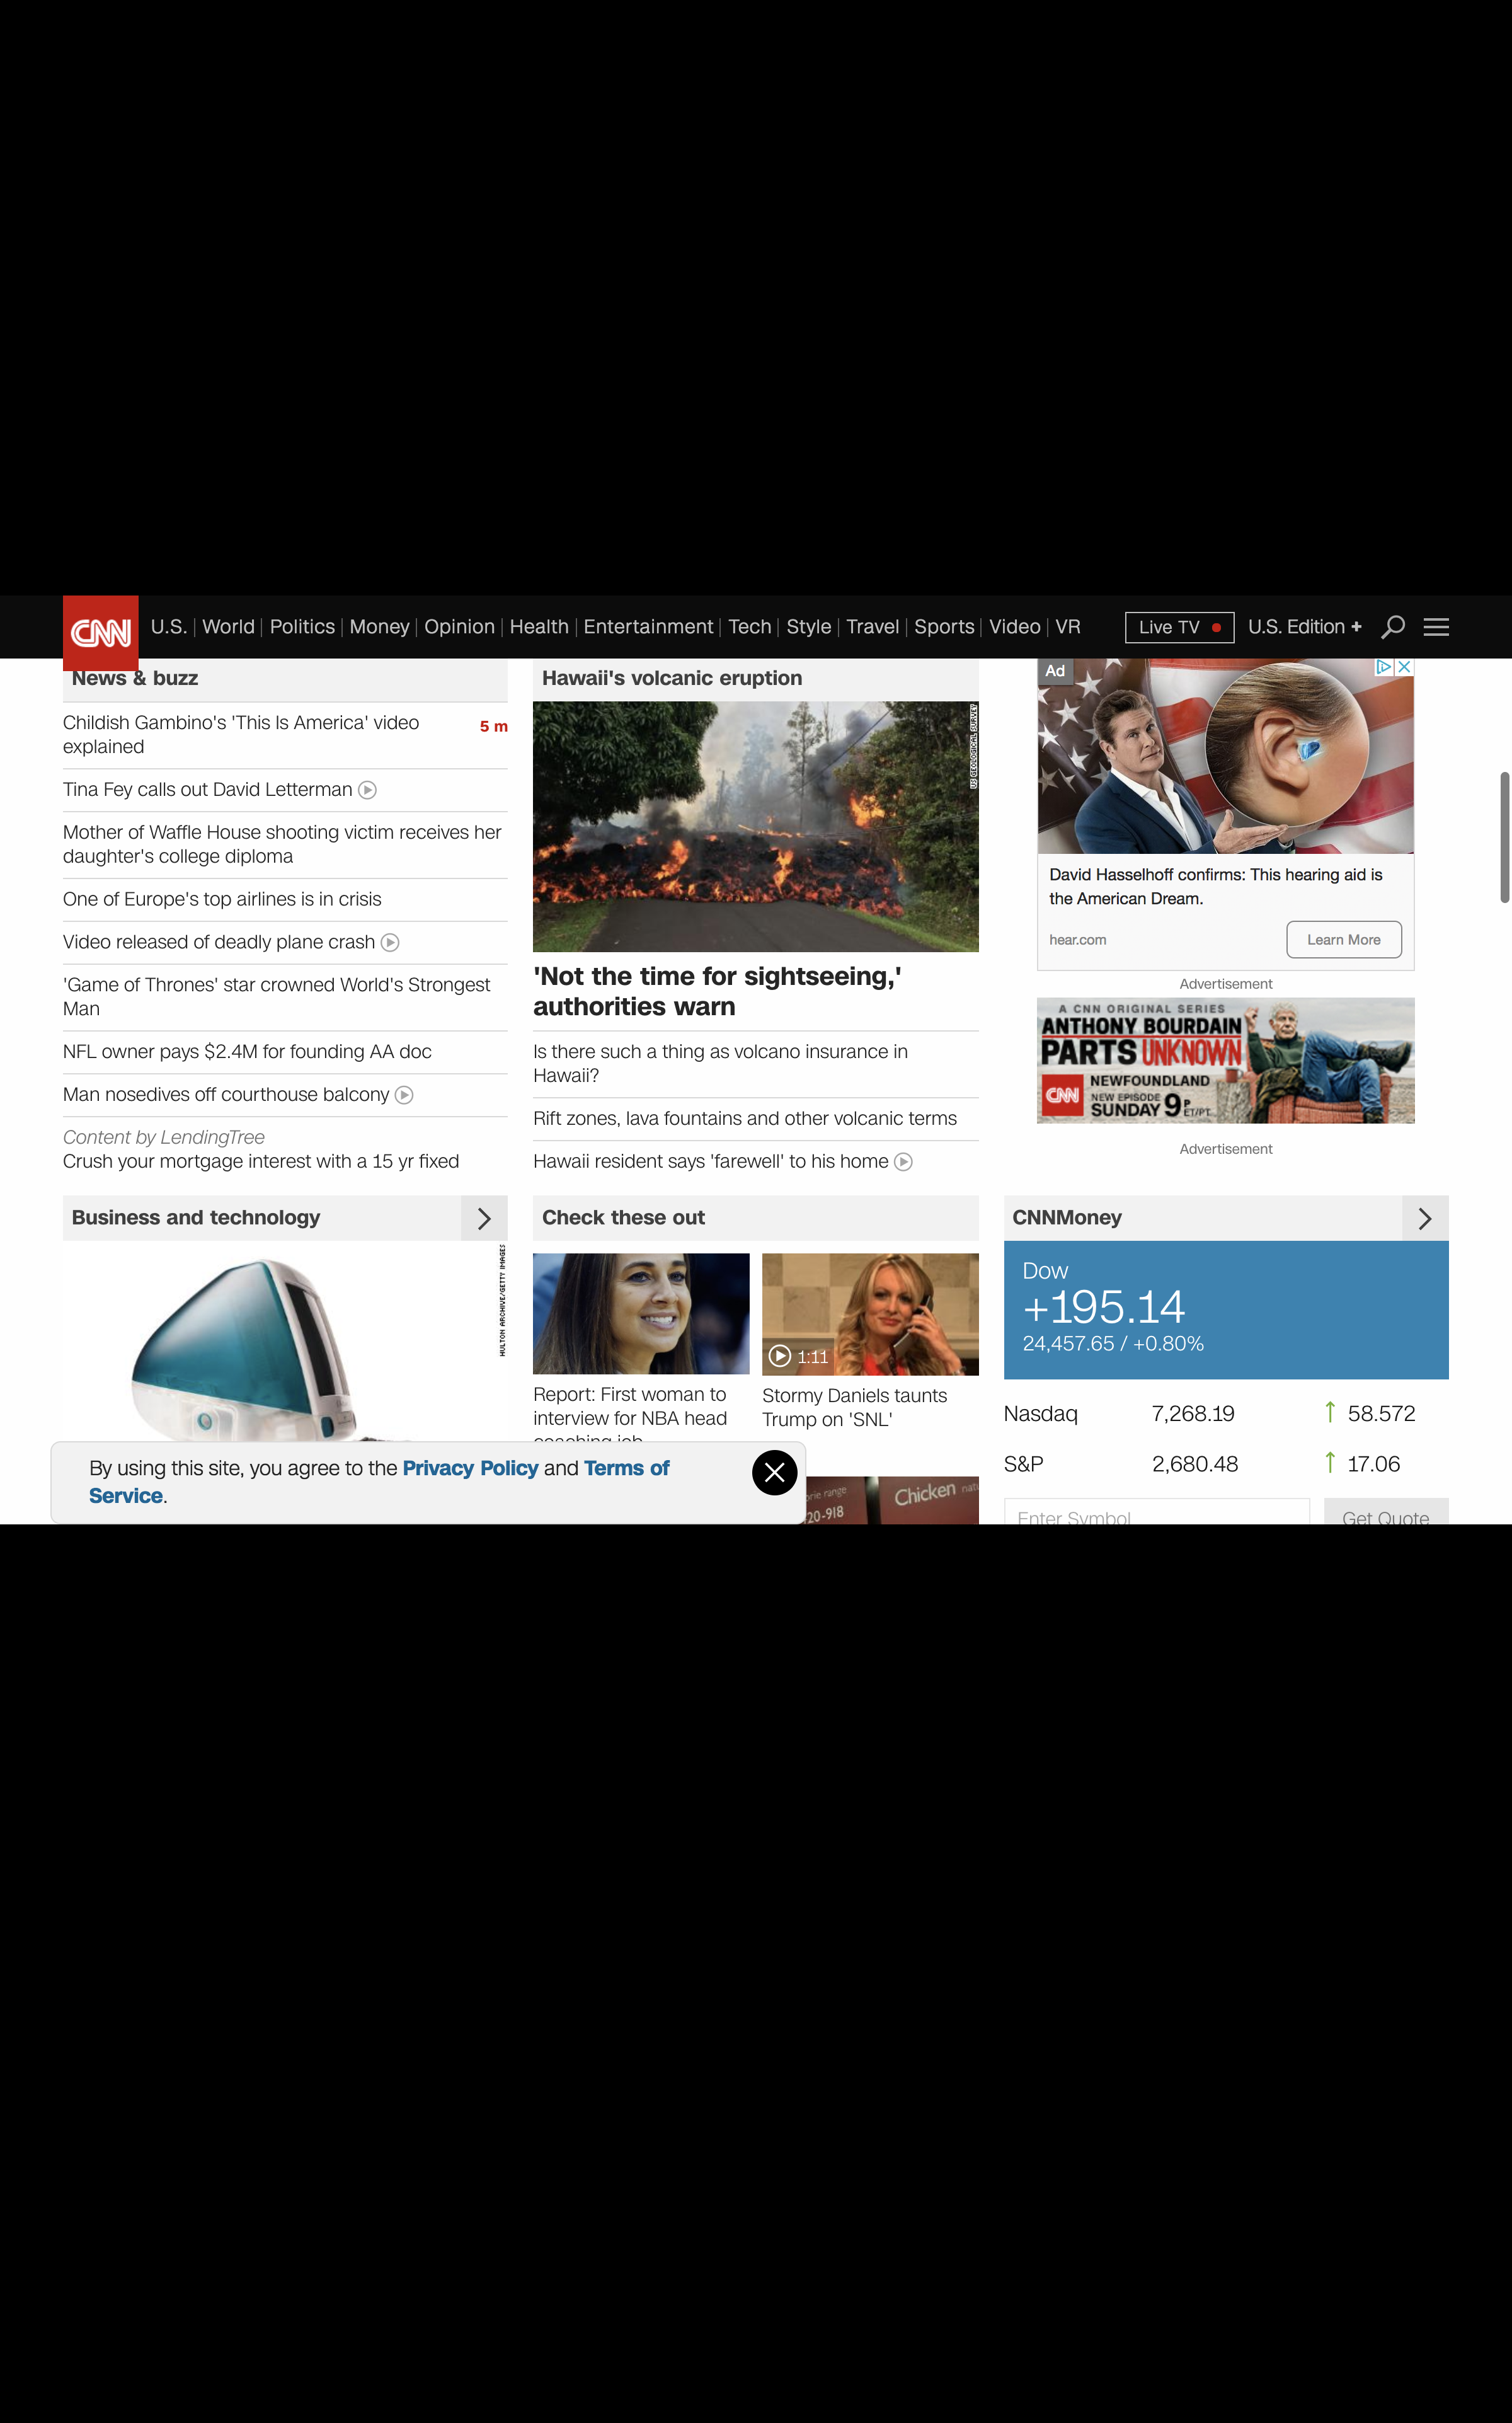 CNN
U.S.
World
Politics
Money
Opinion
Health
Entertainment
Tech
Style
Travel
Sports
Video
VR
Live TV
U.S. Edition +
News & buzz
Childish Gambino's 'This Is America' video
explained
5 m
Tina Fey calls out David Letterman
Mother of Waffle House shooting victim receives her
daughter's college diploma
One of Europe's top airlines is in crisis
Video released of deadly plane crash
'Game of Thrones' star crowned World's Strongest
Man
NFL owner pays $2.4M for founding AA doc
Man nosedives off courthouse balcony
Content by LendingTree
Crush your mortgage interest with a 15 yr fixed
Hawaii's volcanic eruption
US GEOLOGICAL SURVEY
'Not the time for sightseeing,'
authorities warn
Is there such a thing as volcano insurance in
Hawaii?
Rift zones, lava fountains and other volcanic terms
Hawaii resident says 'farewell' to his home
Ad
David Hasselhoff confirms: This hearing aid is
the American Dream.
hear.com
Learn More
Advertisement
A CNN ORIGINAL SERIES
ANTHONY BOURDAIN
PARTS UNKNOWN
CNN
NEWFOUNDLAND
NEW EPISODE
SUNDAY 9P ET/PT
Advertisement
Business and technology
HULTON ARCHIVE/GETTY IMAGES
Check these out
Report: First woman to
interview for NBA head
coaching job
1:11
Stormy Daniels taunts
Trump on 'SNL'
orie range
20-918
Chicken
CNNMoney
Dow
+195.14
24,457.65 / +0.80%
Nasdaq 7,268.19 ↑ 58.572
S&P 2,680.48 ↑ 17.06
Enter Symbol
Get Quote
By using this site, you agree to the Privacy Policy and Terms of
Service.